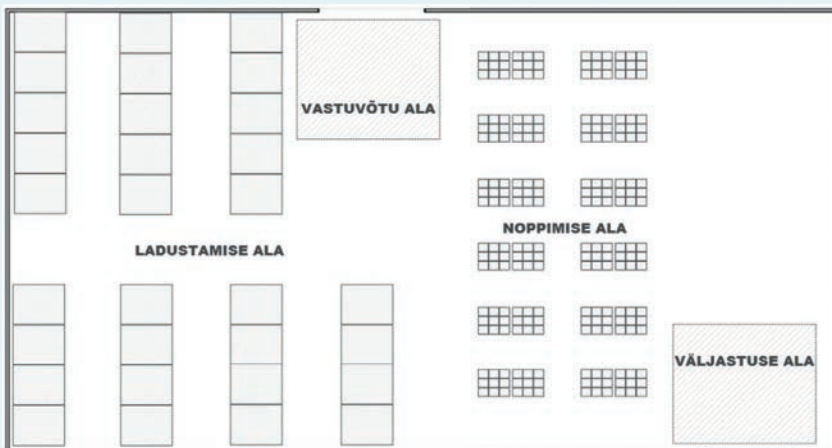 VASTUVÕTU ALA
NOPPIMISE ALA
LADUSTAMISE ALA
VÄLJASTUSE ALA